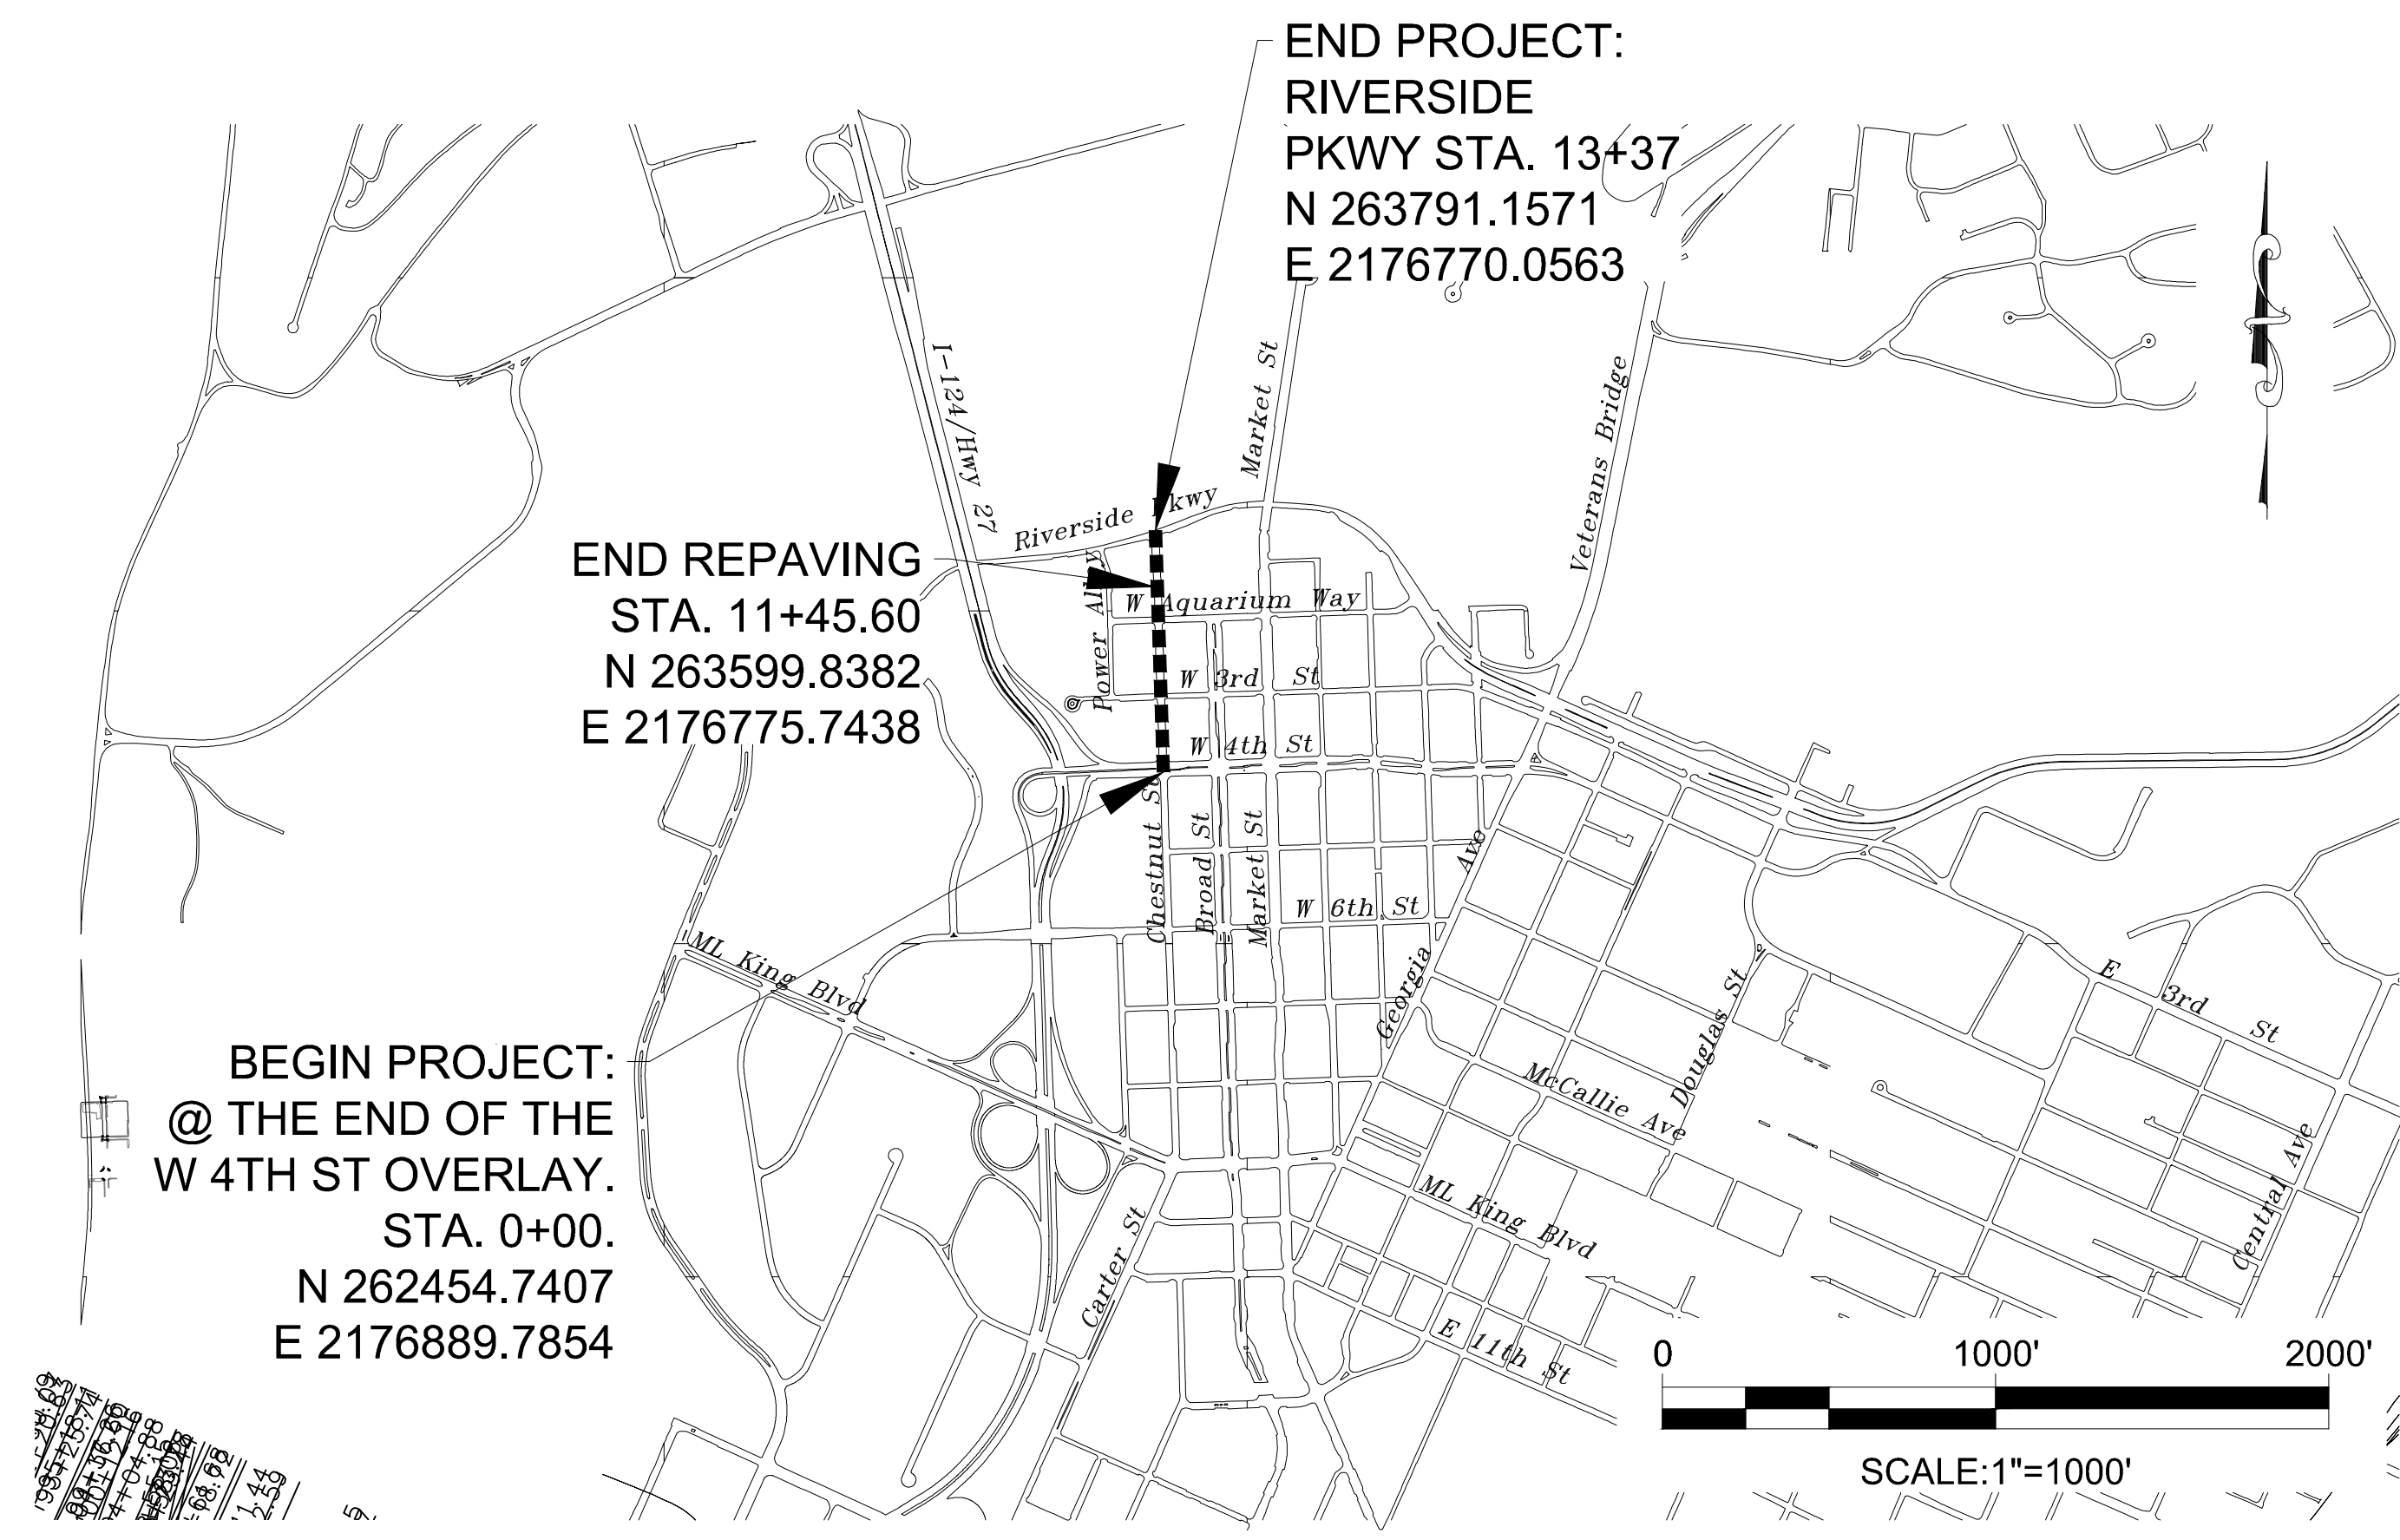 END PROJECT:
RIVERSIDE
PKWY STA. 13+37
N 263791.1571
E 2176770.0563
I-124/Hwy 27
Market St
Veterans Bridge
Riverside Pkwy
END REPAVING
STA. 11+45.60
N 263599.8382
E 2176775.7438
Power Alley
W Aquarium Way
W 3rd St
W 4th St
Chestnut St
Broad St
Market St
W 6th St
Georgia Ave
ML King Blvd
Douglas St
E 3rd St
McCallie Ave
BEGIN PROJECT:
@ THE END OF THE
W 4TH ST OVERLAY.
STA. 0+00.
N 262454.7407
E 2176889.7854
Carter St
ML King Blvd
Central Ave
E 11th St
0 1000' 2000'
SCALE:1"=1000'